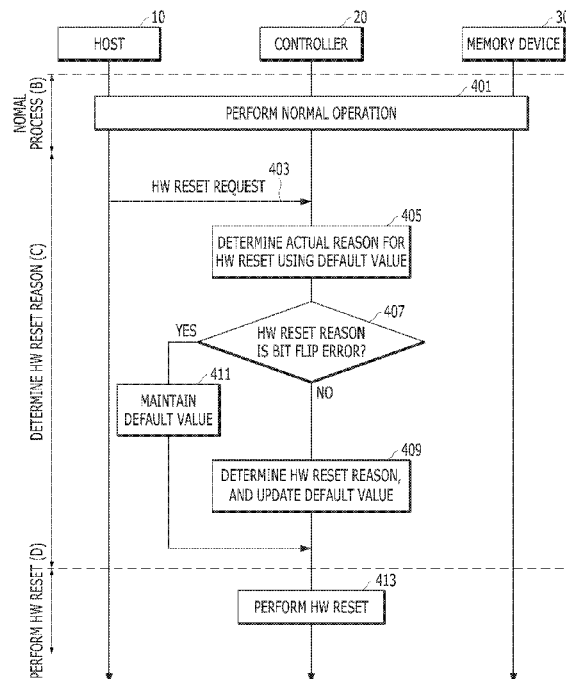 10
20
30
HOST
CONTROLLER
MEMORY DEVICE
NOMAL
PROCESS (B)
401
PERFORM NORMAL OPERATION
DETERMINE HW RESET REASON (C)
403
HW RESET REQUEST
405
DETERMINE ACTUAL REASON FOR
HW RESET USING DEFAULT VALUE
407
YES
HW RESET REASON
IS BIT FLIP ERROR?
411
NO
MAINTAIN
DEFAULT VALUE
409
DETERMINE HW RESET REASON,
AND UPDATE DEFAULT VALUE
PERFORM HW RESET (D)
413
PERFORM HW RESET